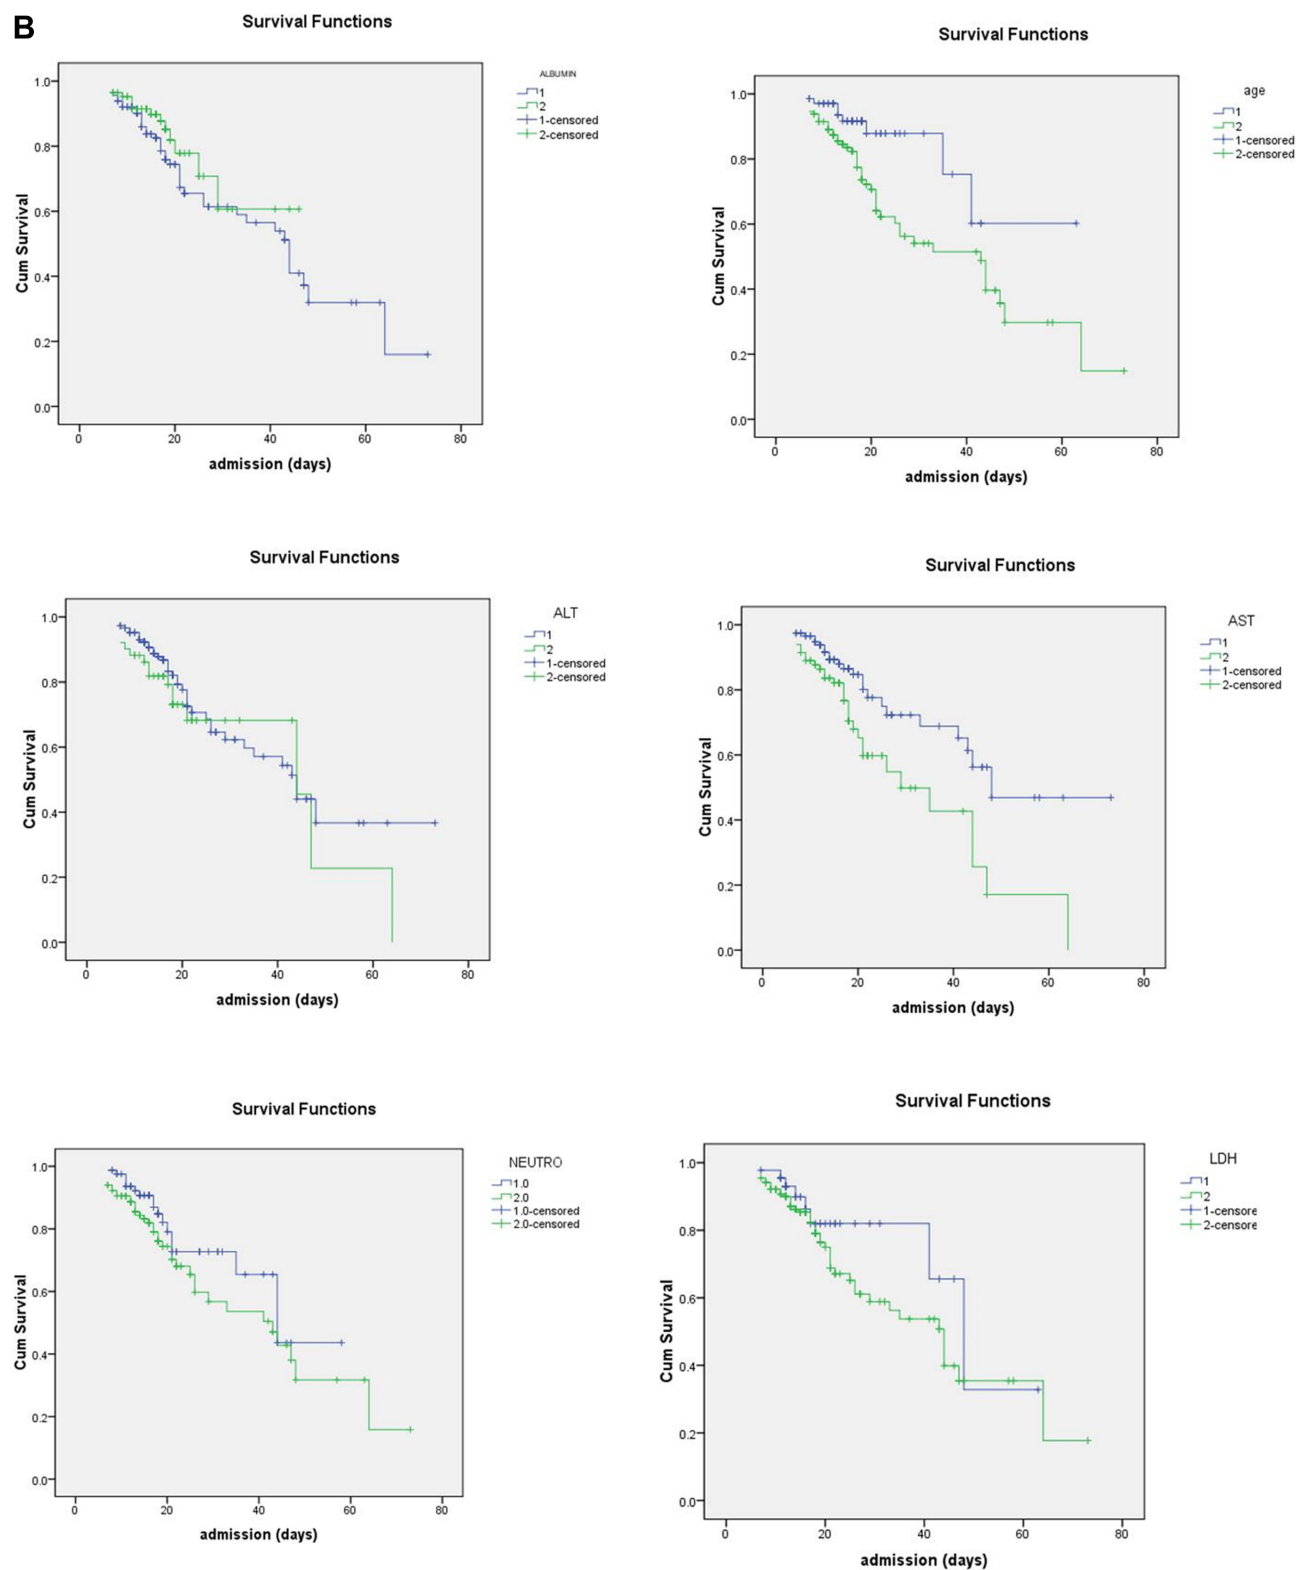 B
Survival Functions
ALBUMIN
1
2
1-censored
2-censored
1.0
0.8
0.6
0.4
0.2
0.0
Cum Survival
0 20 40 60 80
admission (days)
Survival Functions
age
1
2
1-censored
2-censored
1.0
0.8
0.6
0.4
0.2
0.0
Cum Survival
0 20 40 60 80
admission (days)
Survival Functions
ALT
1
2
1-censored
2-censored
1.0
0.8
0.6
0.4
0.2
0.0
Cum Survival
0 20 40 60 80
admission (days)
Survival Functions
AST
1
2
1-censored
2-censored
1.0
0.8
0.6
0.4
0.2
0.0
Cum Survival
0 20 40 60 80
admission (days)
Survival Functions
NEUTRO
1.0
2.0
1.0-censored
2.0-censored
1.0
0.8
0.6
0.4
0.2
0.0
Cum Survival
0 20 40 60 80
admission (days)
Survival Functions
LDH
1
2
1-censore
2-censore
1.0
0.8
0.6
0.4
0.2
0.0
Cum Survival
0 20 40 60 80
admission (days)